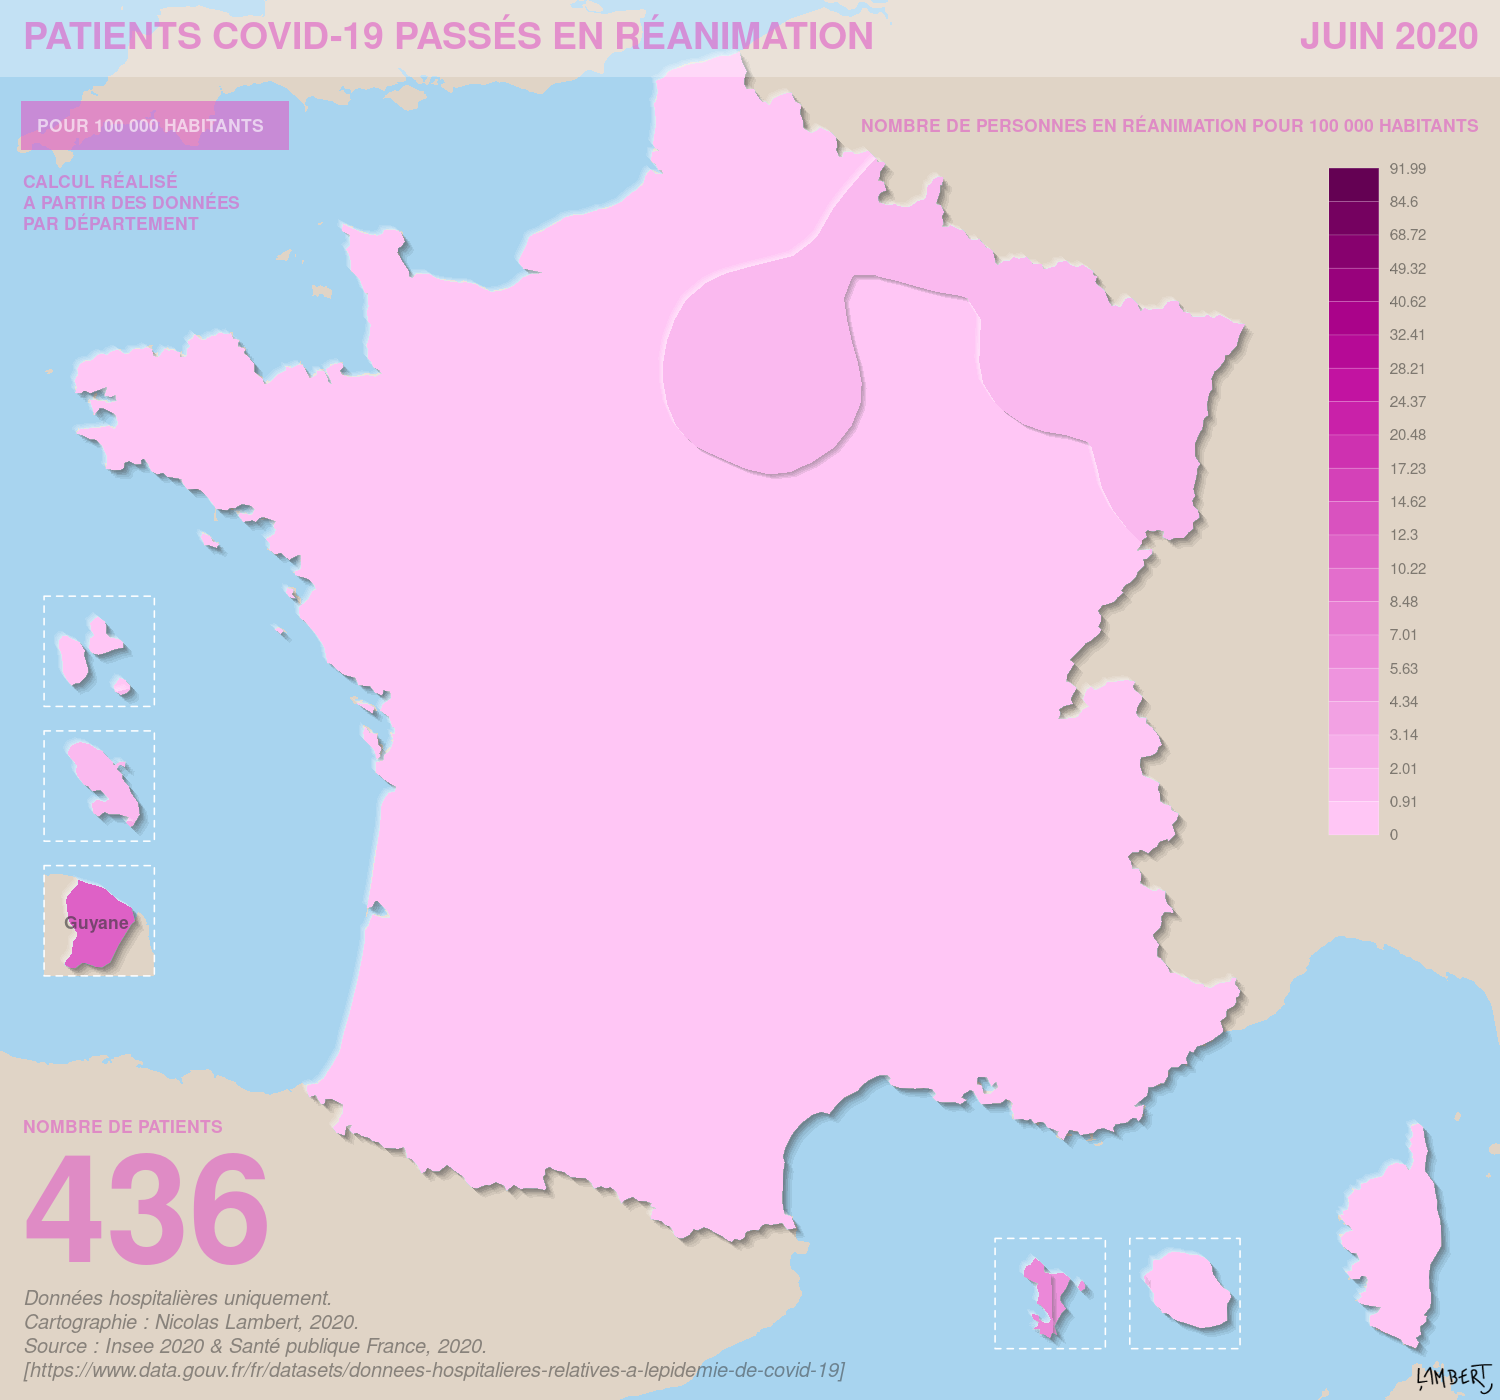 PATIENTS COVID-19 PASSÉS EN RÉANIMATION
JUIN 2020
POUR 100 000 HABITANTS
CALCUL RÉALISÉ
A PARTIR DES DONNÉES
PAR DÉPARTEMENT
NOMBRE DE PERSONNES EN RÉANIMATION POUR 100 000 HABITANTS
91.99
84.6
68.72
49.32
40.62
32.41
28.21
24.37
20.48
17.23
14.62
12.3
10.22
8.48
7.01
5.63
4.34
3.14
2.01
0.91
0
Guyane
NOMBRE DE PATIENTS
436
Données hospitalières uniquement.
Cartographie : Nicolas Lambert, 2020.
Source : Insee 2020 & Santé publique France, 2020.
[https://www.data.gouv.fr/fr/datasets/donnees-hospitalieres-relatives-a-lepidemie-de-covid-19]
LAMBERT